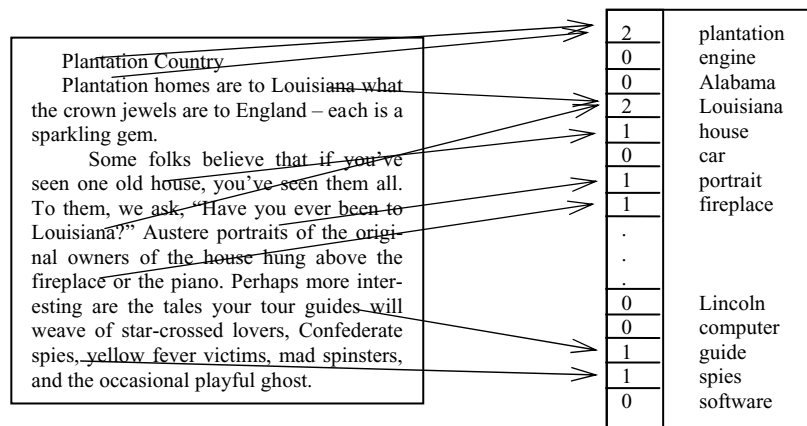 Plantation Country
Plantation homes are to Louisiana what
the crown jewels are to England – each is a
sparkling gem.
Some folks believe that if you've
seen one old house, you've seen them all.
To them, we ask, “Have you ever been to
Louisiana?” Austere portraits of the origi-
nal owners of the house hung above the
fireplace or the piano. Perhaps more inter-
esting are the tales your tour guides will
weave of star-crossed lovers, Confederate
spies, yellow fever victims, mad spinsters,
and the occasional playful ghost.
2 plantation
0 engine
0 Alabama
2 Louisiana
1 house
0 car
1 portrait
1 fireplace
.
.
.
0 Lincoln
0 computer
1 guide
1 spies
0 software